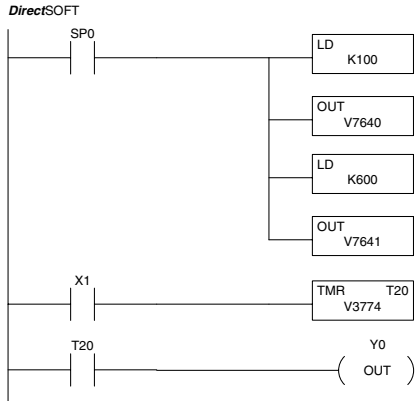 DirectSOFT
SP0
LD
K100
OUT
V7640
LD
K600
OUT
V7641
X1
TMR T20
V3774
T20
Y0
OUT